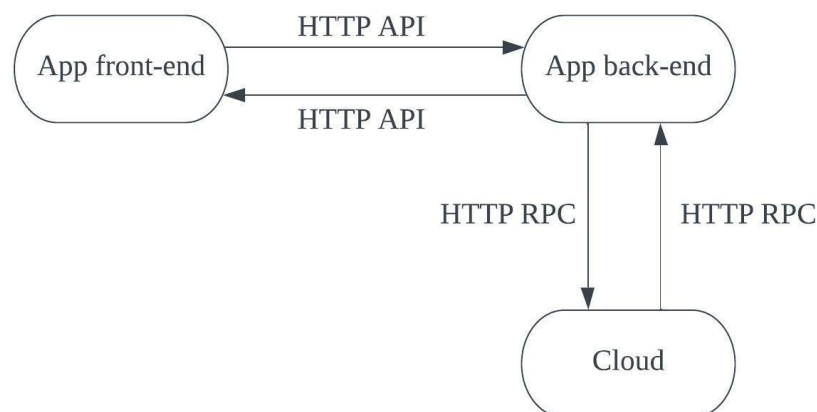 HTTP API
App front-end
App back-end
HTTP API
HTTP RPC
HTTP RPC
Cloud